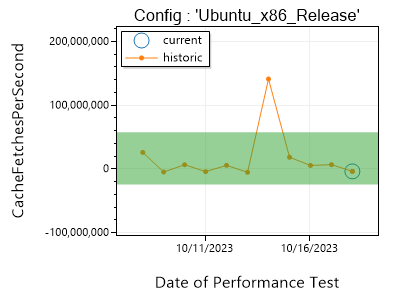 Config : 'Ubuntu_x86_Release'
current
historic
200,000,000
100,000,000
0
-100,000,000
CacheFetchesPerSecond
10/11/2023
10/16/2023
Date of Performance Test